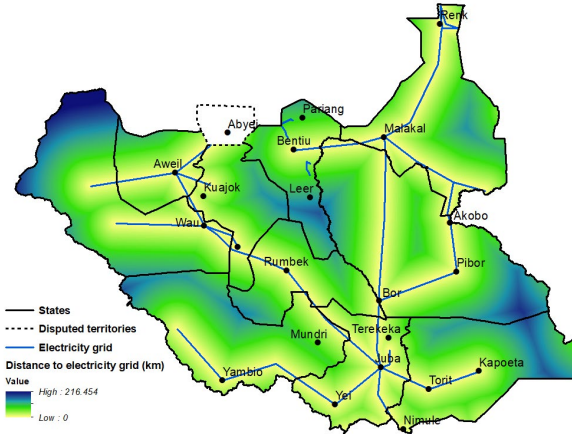 Renk
Pariang
Abyei
Malakal
Bentiu
Aweil
Kuajok
Leer
Akobo
Wau
Rumbek
Pibor
Bor
Terekeka
Mundri
Juba
Kapoeta
Yambio
Torit
Yei
Nimule
States
Disputed territories
Electricity grid
Distance to electricity grid (km)
Value
High : 216.454
Low : 0